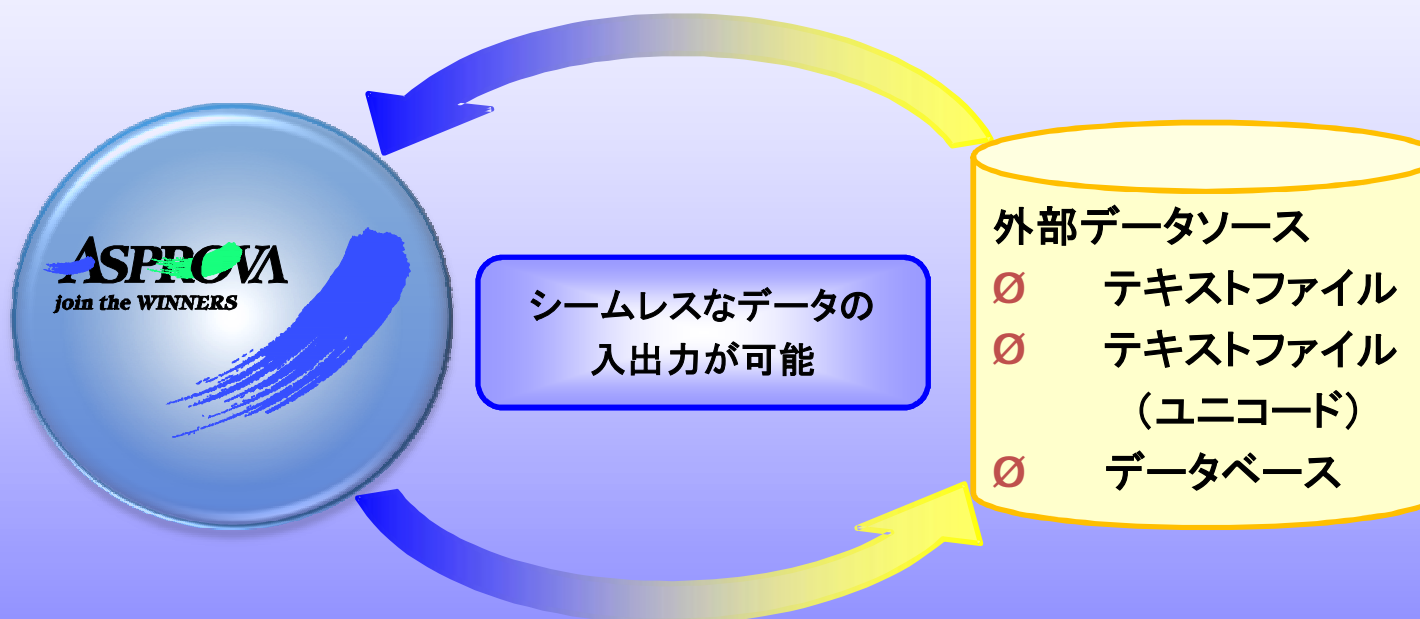 ASPROVA
join the WINNERS
シームレスなデータの
入出力が可能
外部データソース
Ø テキストファイル
Ø テキストファイル
（ユニコード）
Ø データベース